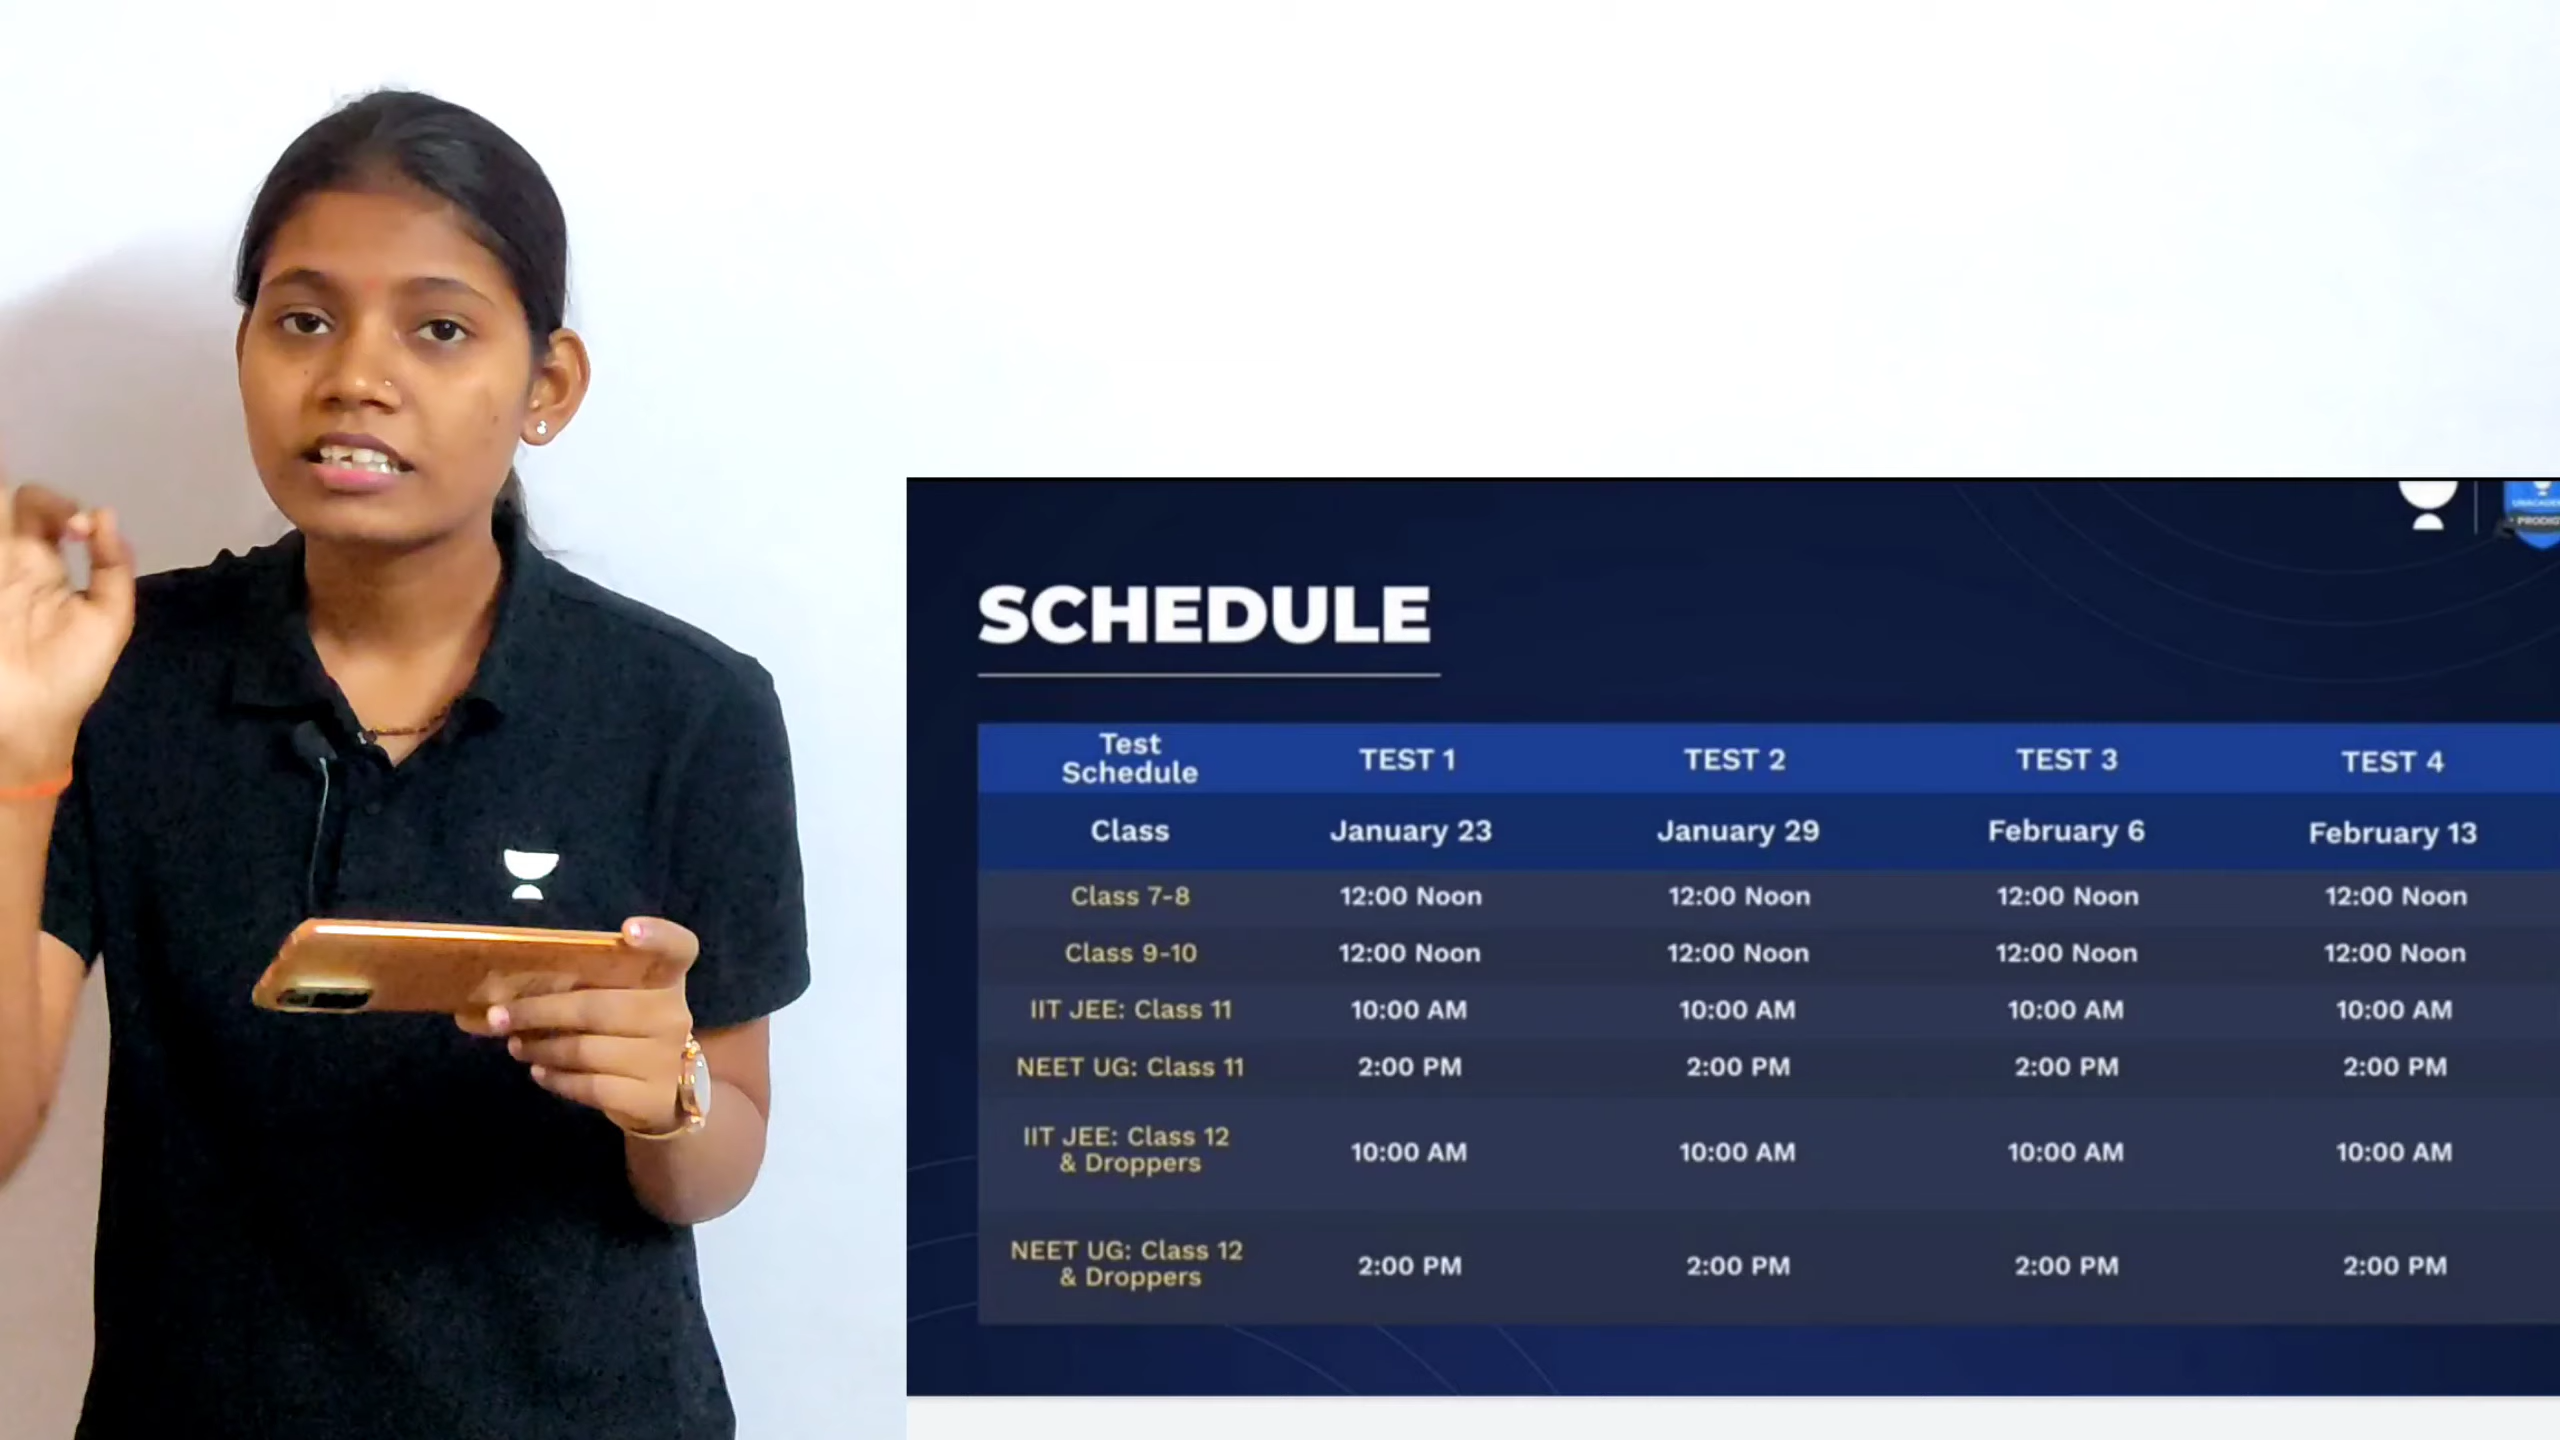 UNACADEMY
PRODIGY
SCHEDULE
Test Schedule TEST 1 TEST 2 TEST 3 TEST 4
Class January 23 January 29 February 6 February 13
Class 7-8 12:00 Noon 12:00 Noon 12:00 Noon 12:00 Noon
Class 9-10 12:00 Noon 12:00 Noon 12:00 Noon 12:00 Noon
IIT JEE: Class 11 10:00 AM 10:00 AM 10:00 AM 10:00 AM
NEET UG: Class 11 2:00 PM 2:00 PM 2:00 PM 2:00 PM
IIT JEE: Class 12 & Droppers 10:00 AM 10:00 AM 10:00 AM 10:00 AM
NEET UG: Class 12 & Droppers 2:00 PM 2:00 PM 2:00 PM 2:00 PM